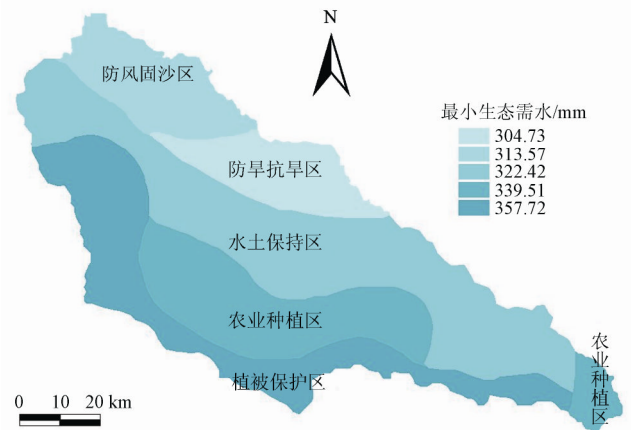 N
防风固沙区
最小生态需水/mm
304.73
313.57
322.42
339.51
357.72
防旱抗旱区
水土保持区
农业种植区
植被保护区
农业种植区
0 10 20 km